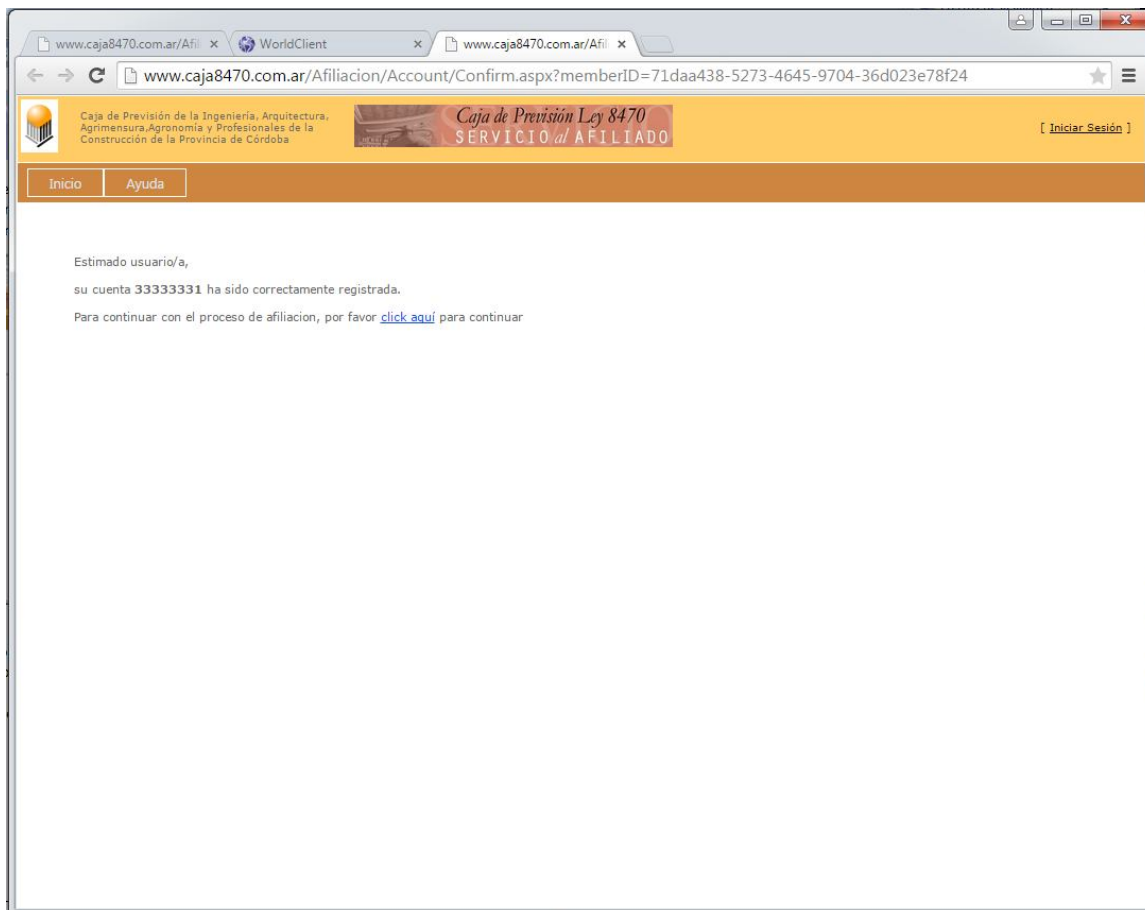 www.caja8470.com.ar/Afil
WorldClient
www.caja8470.com.ar/Afil
www.caja8470.com.ar/Afiliacion/Account/Confirm.aspx?memberID=71daa438-5273-4645-9704-36d023e78f24
Caja de Previsión de la Ingeniería, Arquitectura,
Agrimensura,Agronomía y Profesionales de la
Construcción de la Provincia de Córdoba
Caja de Previsión Ley 8470
SERVICIO al AFILIADO
[ Iniciar Sesión ]
Inicio
Ayuda
Estimado usuario/a,
su cuenta 33333331 ha sido correctamente registrada.
Para continuar con el proceso de afiliacion, por favor click aquí para continuar